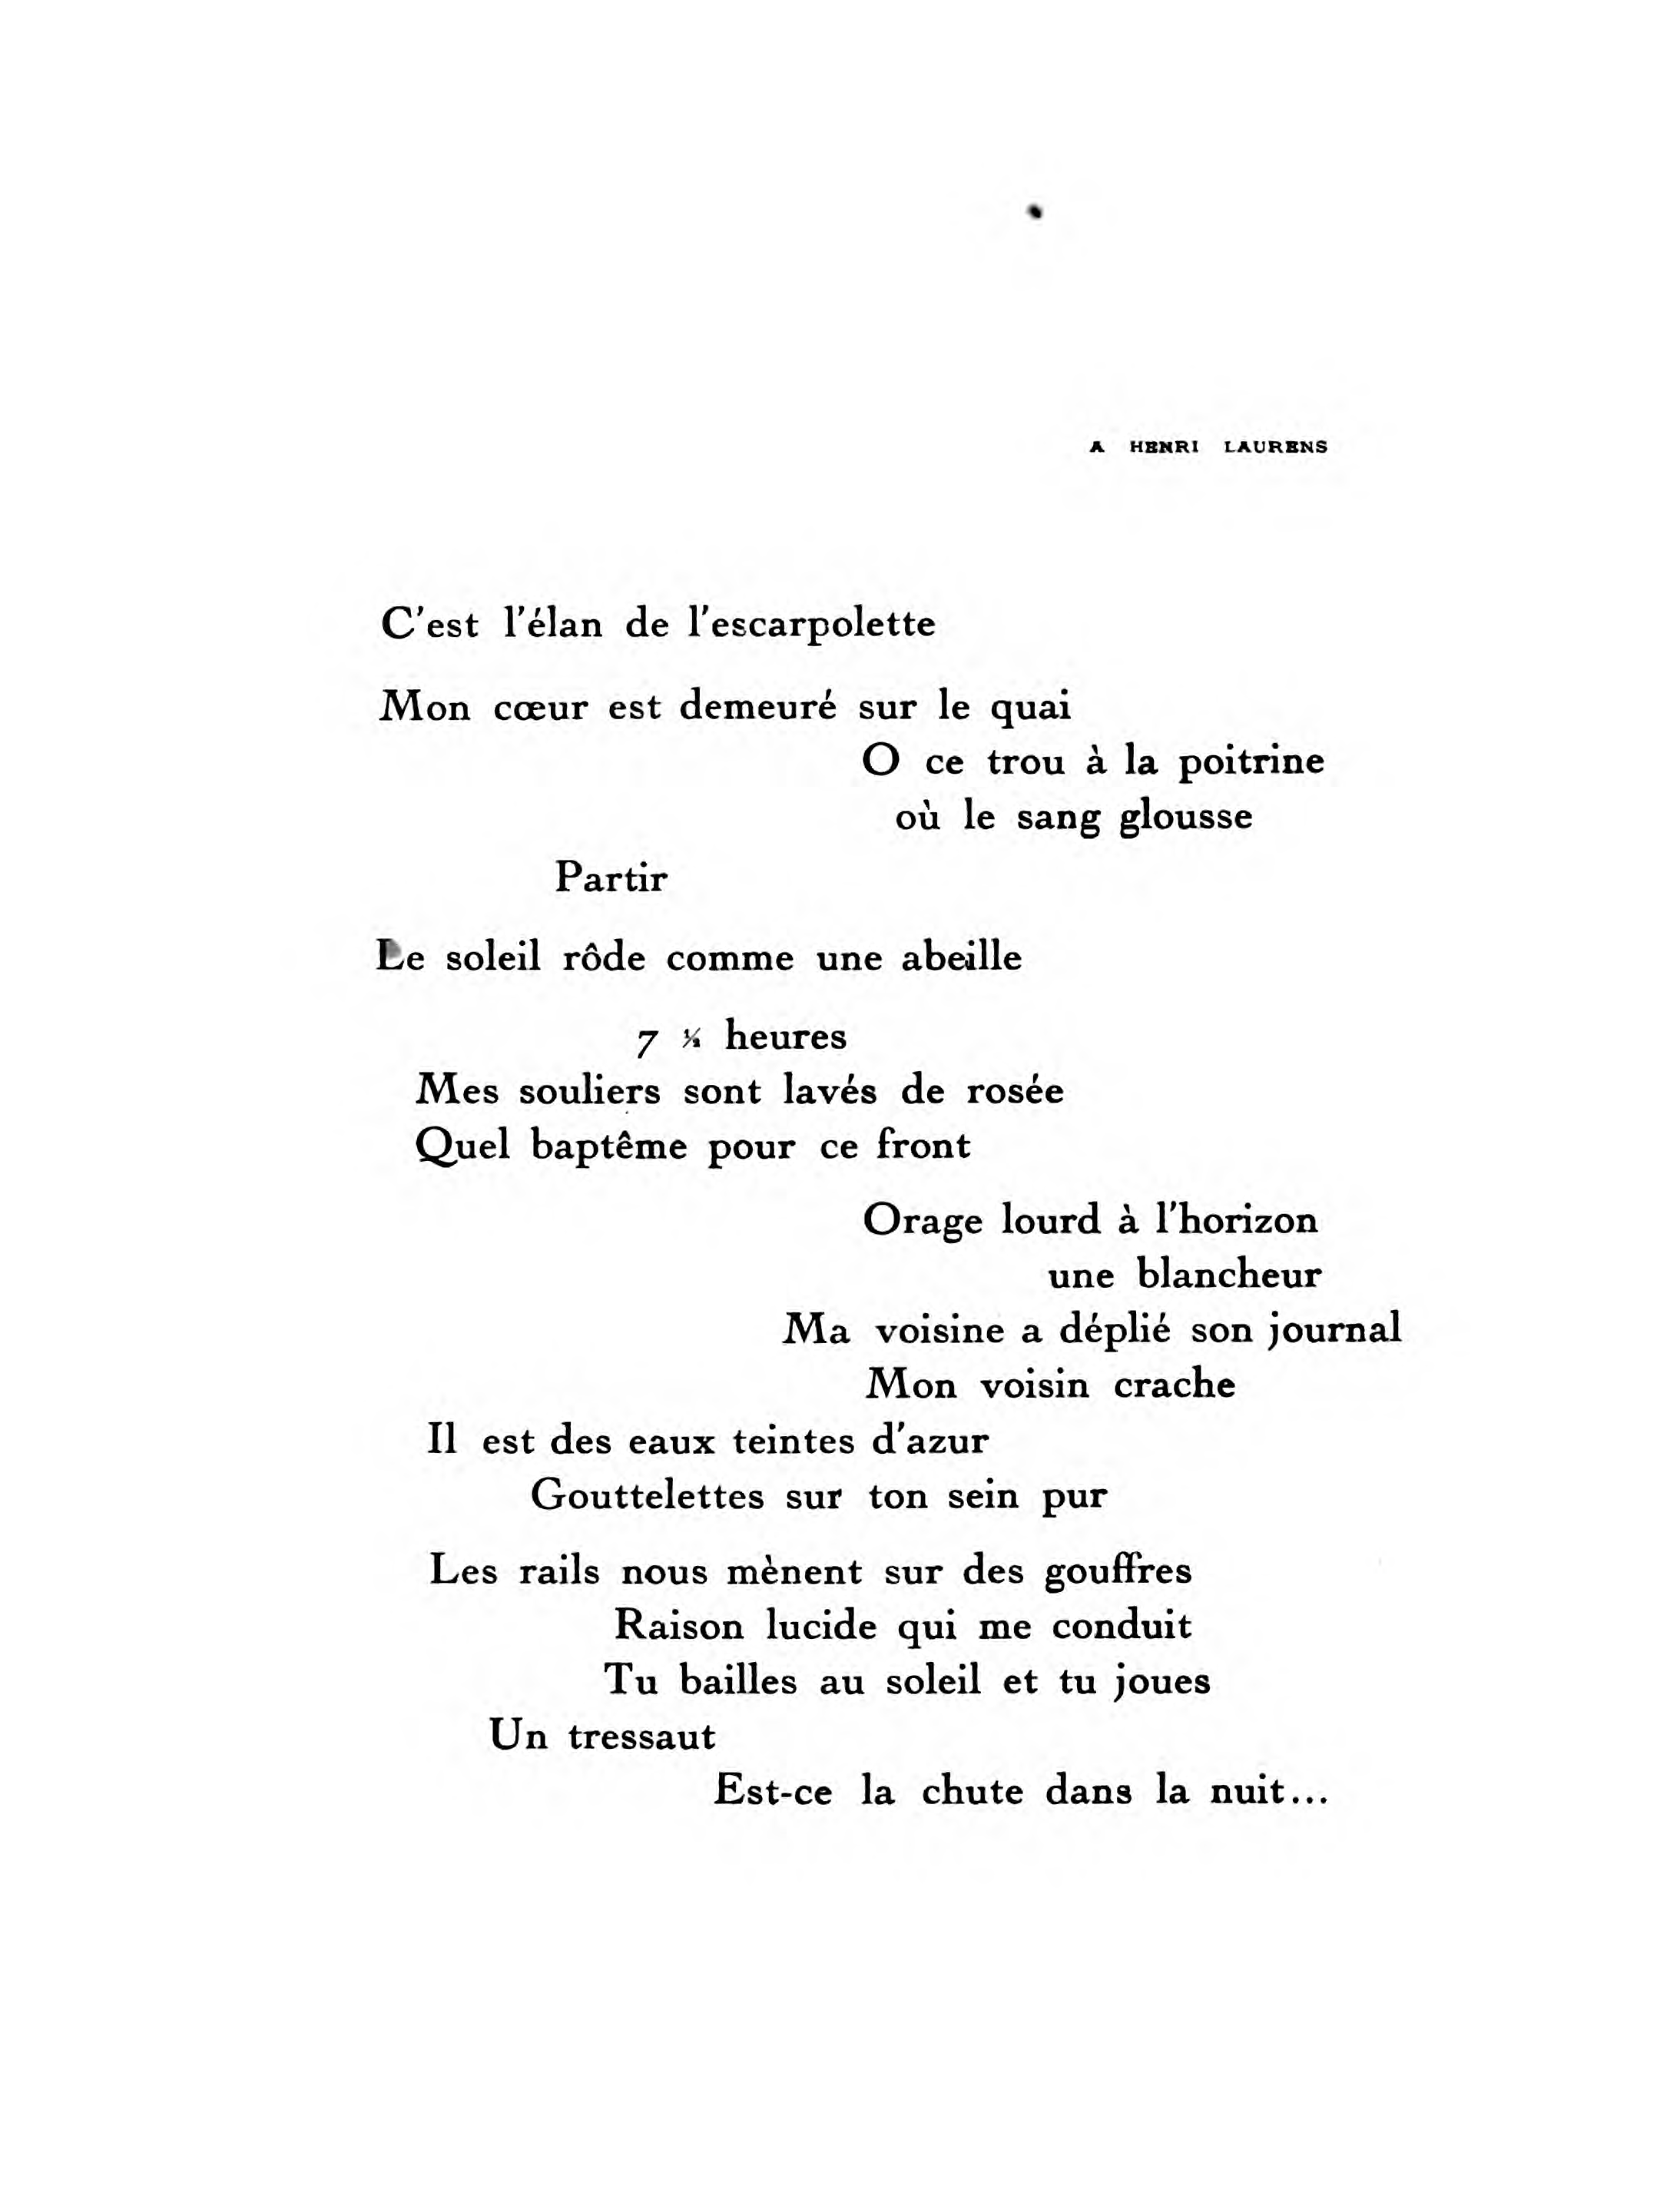 A HENRI LAURENS
C'est l'élan de l'escarpolette
Mon cœur est demeuré sur le quai
O ce trou à la poitrine
où le sang glousse
Partir
Le soleil rôde comme une abeille
7 ½ heures
Mes souliers sont lavés de rosée
Quel baptême pour ce front
Orage lourd à l'horizon
une blancheur
Ma voisine a déplié son journal
Mon voisin crache
Il est des eaux teintes d'azur
Gouttelettes sur ton sein pur
Les rails nous mènent sur des gouffres
Raison lucide qui me conduit
Tu bailles au soleil et tu joues
Un tressaut
Est-ce la chute dans la nuit...